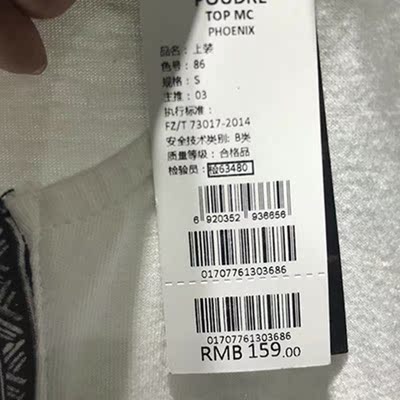 POUDRE
TOP MC
PHOENIX
品名：上装
色号：86
规格：S
主推：03
执行标准：
FZ/T 73017-2014
安全技术类别：B类
质量等级：合格品
检验员：检63480
6 920352 936656
01707761303686
01707761303686
RMB 159.00